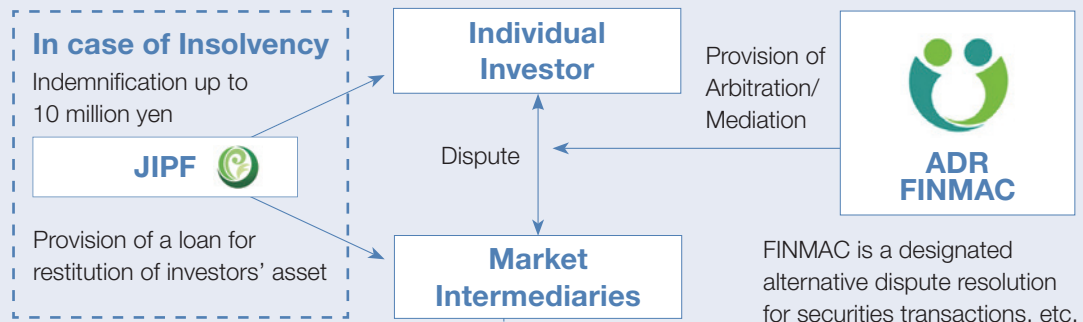 In case of Insolvency
Indemnification up to
10 million yen
JIPF
Provision of a loan for
restitution of investors’ asset
Individual
Investor
Dispute
Market
Intermediaries
Provision of
Arbitration/
Mediation
ADR
FINMAC
FINMAC is a designated
alternative dispute resolution
for securities transactions, etc.